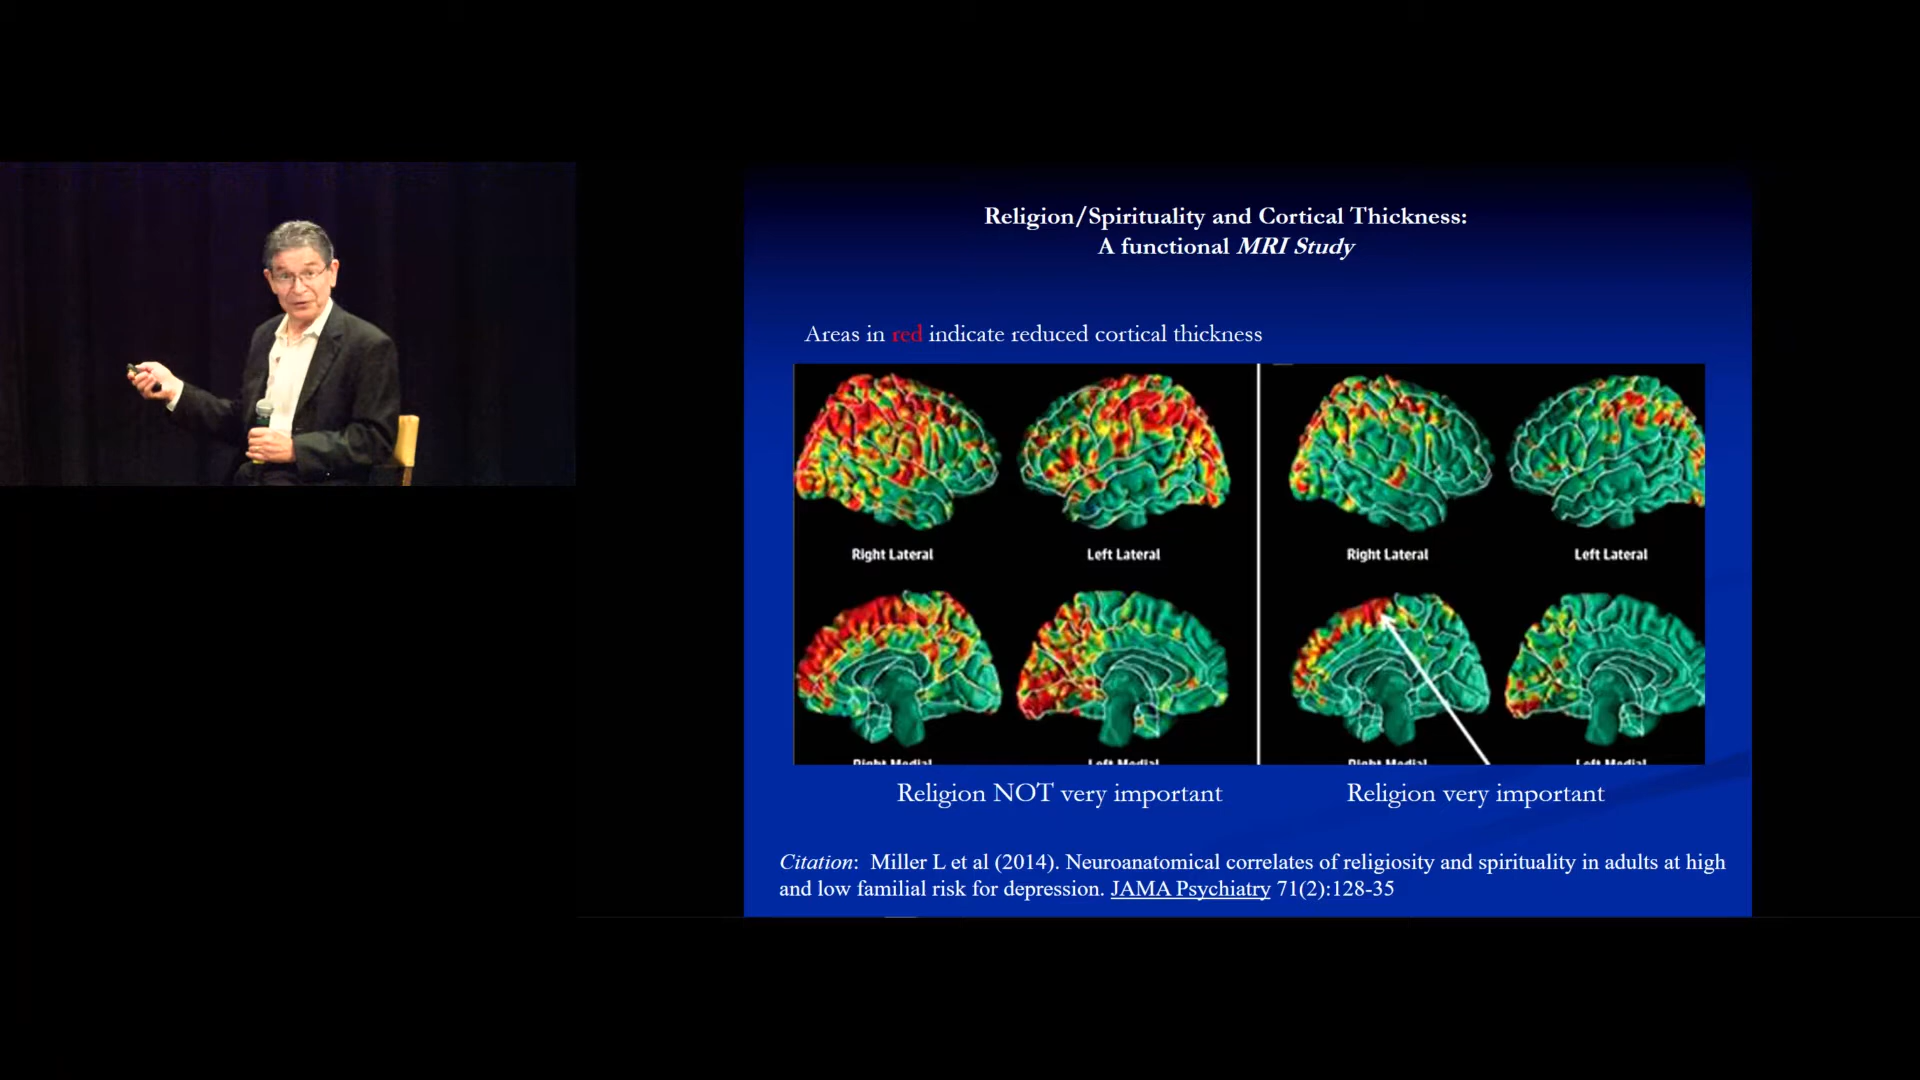 Religion/Spirituality and Cortical Thickness:
A functional MRI Study
Areas in red indicate reduced cortical thickness
Right Lateral
Left Lateral
Right Lateral
Left Lateral
Right Medial
Left Medial
Right Medial
Left Medial
Religion NOT very important
Religion very important
Citation: Miller L et al (2014). Neuroanatomical correlates of religiosity and spirituality in adults at high
and low familial risk for depression. JAMA Psychiatry 71(2):128-35